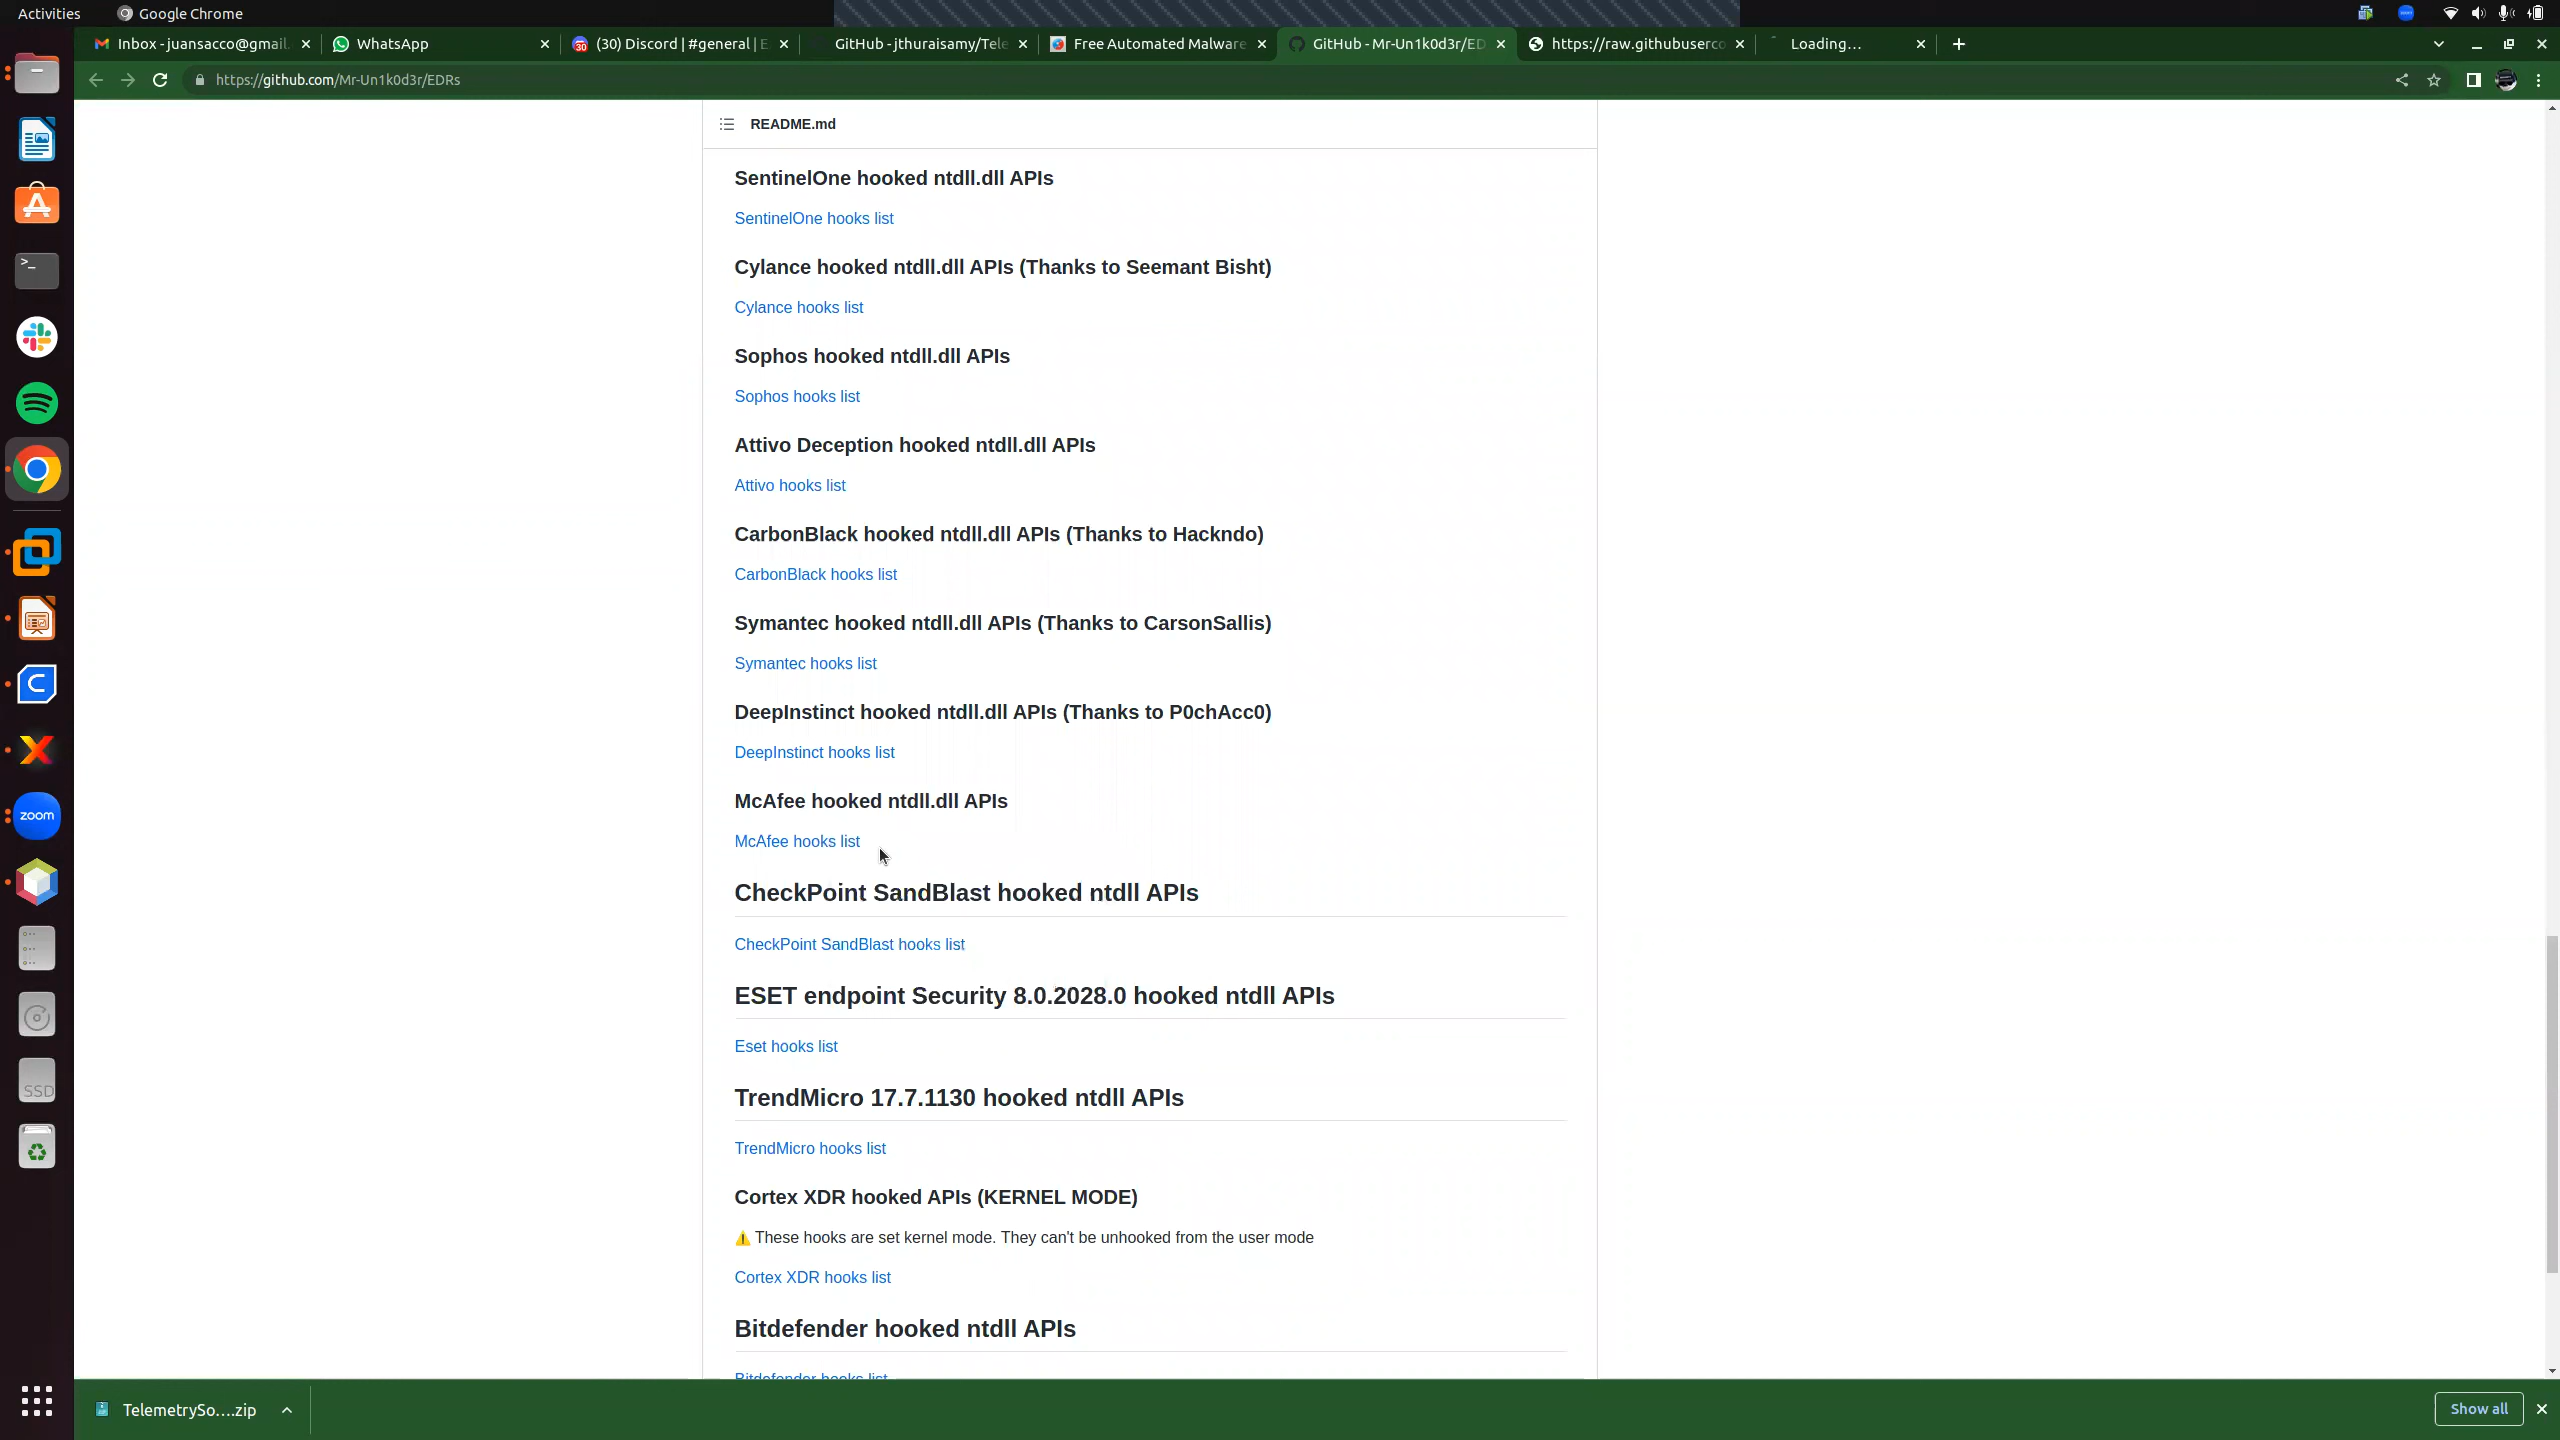 Activities
Google Chrome
Inbox - juansacco@gmail.
WhatsApp
(30) Discord | #general | E
GitHub - jthuraisamy/Tele
Free Automated Malware
GitHub - Mr-Un1k0d3r/ED
https://raw.githubuserco
Loading...
https://github.com/Mr-Un1k0d3r/EDRs
README.md
SentinelOne hooked ntdll.dll APIs
SentinelOne hooks list
Cylance hooked ntdll.dll APIs (Thanks to Seemant Bisht)
Cylance hooks list
Sophos hooked ntdll.dll APIs
Sophos hooks list
Attivo Deception hooked ntdll.dll APIs
Attivo hooks list
CarbonBlack hooked ntdll.dll APIs (Thanks to Hackndo)
CarbonBlack hooks list
Symantec hooked ntdll.dll APIs (Thanks to CarsonSallis)
Symantec hooks list
DeepInstinct hooked ntdll.dll APIs (Thanks to P0chAcc0)
DeepInstinct hooks list
McAfee hooked ntdll.dll APIs
McAfee hooks list
CheckPoint SandBlast hooked ntdll APIs
CheckPoint SandBlast hooks list
ESET endpoint Security 8.0.2028.0 hooked ntdll APIs
Eset hooks list
TrendMicro 17.7.1130 hooked ntdll APIs
TrendMicro hooks list
Cortex XDR hooked APIs (KERNEL MODE)
⚠️ These hooks are set kernel mode. They can't be unhooked from the user mode
Cortex XDR hooks list
Bitdefender hooked ntdll APIs
Bitdefender hooks list
zoom
SSD
TelemetrySo....zip
Show all